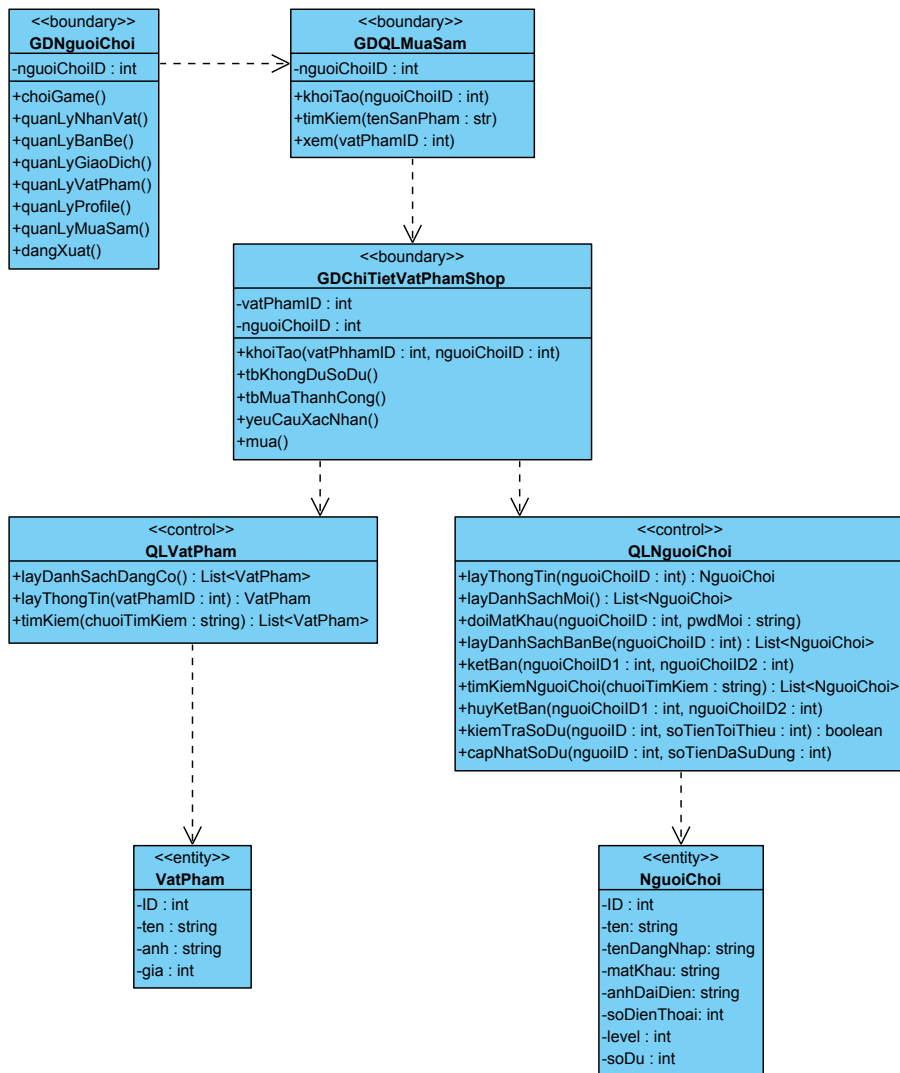 <<boundary>>
GDNguoiChoi
-nguoiChoiID : int
+choiGame()
+quanLyNhanVat()
+quanLyBanBe()
+quanLyGiaoDich()
+quanLyVatPham()
+quanLyProfile()
+quanLyMuaSam()
+dangXuat()
<<boundary>>
GDQLMuaSam
-nguoiChoiID : int
+khoiTao(nguoiChoiID : int)
+timKiem(tenSanPham : str)
+xem(vatPhamID : int)
<<boundary>>
GDChiTietVatPhamShop
-vatPhamID : int
-nguoiChoiID : int
+khoiTao(vatPhhamID : int, nguoiChoiID : int)
+tbKhongDuSoDu()
+tbMuaThanhCong()
+yeuCauXacNhan()
+mua()
<<control>>
QLVatPham
+layDanhSachDangCo() : List<VatPham>
+layThongTin(vatPhamID : int) : VatPham
+timKiem(chuoiTimKiem : string) : List<VatPham>
<<control>>
QLNguoiChoi
+layThongTin(nguoiChoiID : int) : NguoiChoi
+layDanhSachMoi() : List<NguoiChoi>
+doiMatKhau(nguoiChoiID : int, pwdMoi : string)
+layDanhSachBanBe(nguoiChoiID : int) : List<NguoiChoi>
+ketBan(nguoiChoiID1 : int, nguoiChoiID2 : int)
+timKiemNguoiChoi(chuoiTimKiem : string) : List<NguoiChoi>
+huyKetBan(nguoiChoiID1 : int, nguoiChoiID2 : int)
+kiemTraSoDu(nguoiID : int, soTienToiThieu : int) : boolean
+capNhatSoDu(nguoiID : int, soTienDaSuDung : int)
<<entity>>
VatPham
-ID : int
-ten : string
-anh : string
-gia : int
<<entity>>
NguoiChoi
-ID : int
-ten: string
-tenDangNhap: string
-matKhau: string
-anhDaiDien: string
-soDienThoai: int
-level : int
-soDu : int